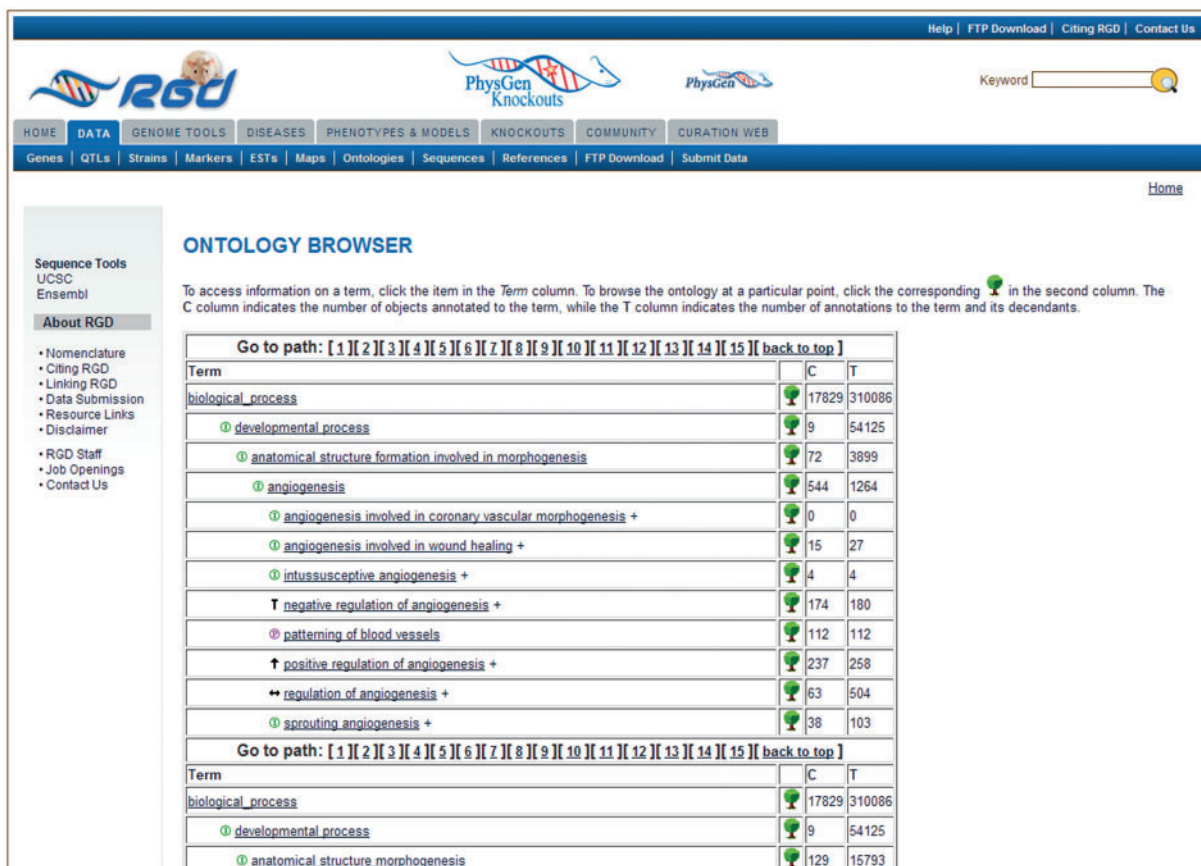 Help | FTP Download | Citing RGD | Contact Us
RGD
PhysGen
Knockouts
PhysGen
Keyword
HOME DATA GENOME TOOLS DISEASES PHENOTYPES & MODELS KNOCKOUTS COMMUNITY CURATION WEB
Genes | QTLs | Strains | Markers | ESTs | Maps | Ontologies | Sequences | References | FTP Download | Submit Data
Home
Sequence Tools
UCSC
Ensembl
About RGD
• Nomenclature
• Citing RGD
• Linking RGD
• Data Submission
• Resource Links
• Disclaimer
• RGD Staff
• Job Openings
• Contact Us
ONTOLOGY BROWSER
To access information on a term, click the item in the Term column. To browse the ontology at a particular point, click the corresponding in the second column. The
C column indicates the number of objects annotated to the term, while the T column indicates the number of annotations to the term and its decendants.
Go to path: [ 1 ][ 2 ][ 3 ][ 4 ][ 5 ][ 6 ][ 7 ][ 8 ][ 9 ][ 10 ][ 11 ][ 12 ][ 13 ][ 14 ][ 15 ][ back to top ]
Term C T
biological_process 17829 310086
I developmental process 9 54125
I anatomical structure formation involved in morphogenesis 72 3899
I angiogenesis 544 1264
I angiogenesis involved in coronary vascular morphogenesis + 0 0
I angiogenesis involved in wound healing + 15 27
I intussusceptive angiogenesis + 4 4
negative regulation of angiogenesis + 174 180
P patterning of blood vessels 112 112
positive regulation of angiogenesis + 237 258
regulation of angiogenesis + 63 504
I sprouting angiogenesis + 38 103
Go to path: [ 1 ][ 2 ][ 3 ][ 4 ][ 5 ][ 6 ][ 7 ][ 8 ][ 9 ][ 10 ][ 11 ][ 12 ][ 13 ][ 14 ][ 15 ][ back to top ]
Term C T
biological_process 17829 310086
I developmental process 9 54125
I anatomical structure morphogenesis 129 15793